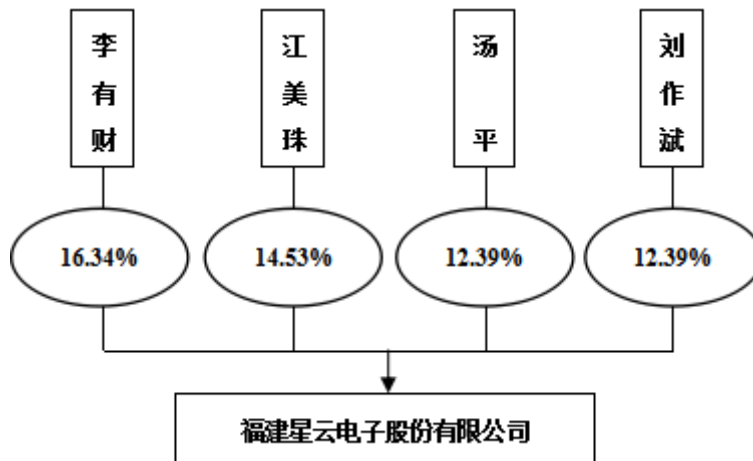 李有财
江美珠
汤平
刘作斌
16.34%
14.53%
12.39%
12.39%
福建星云电子股份有限公司